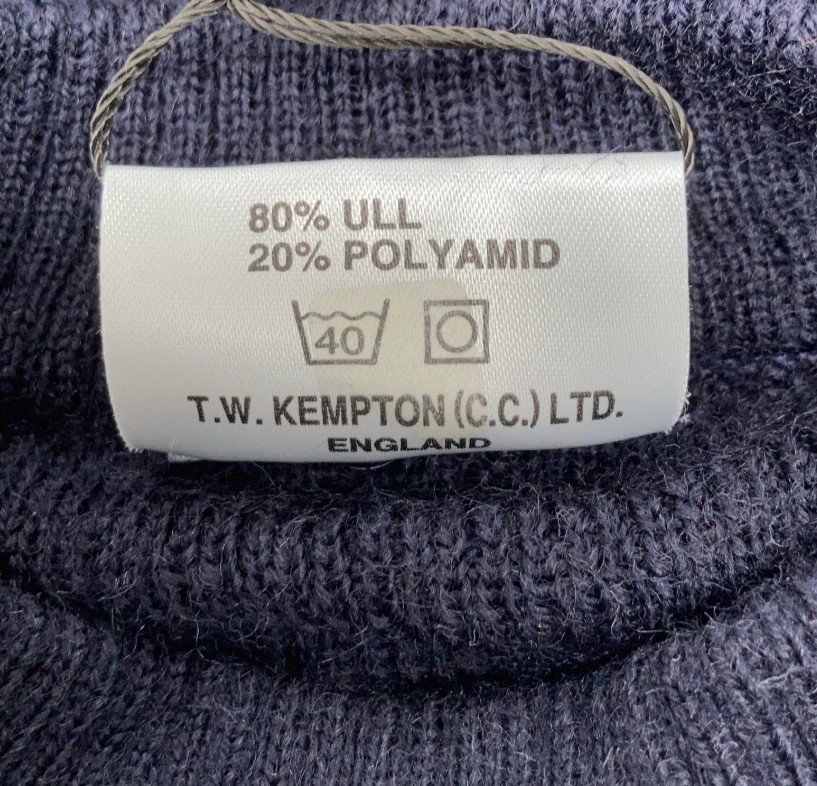 80% ULL
20% POLYAMID
40
T.W. KEMPTON (C.C.) LTD.
ENGLAND